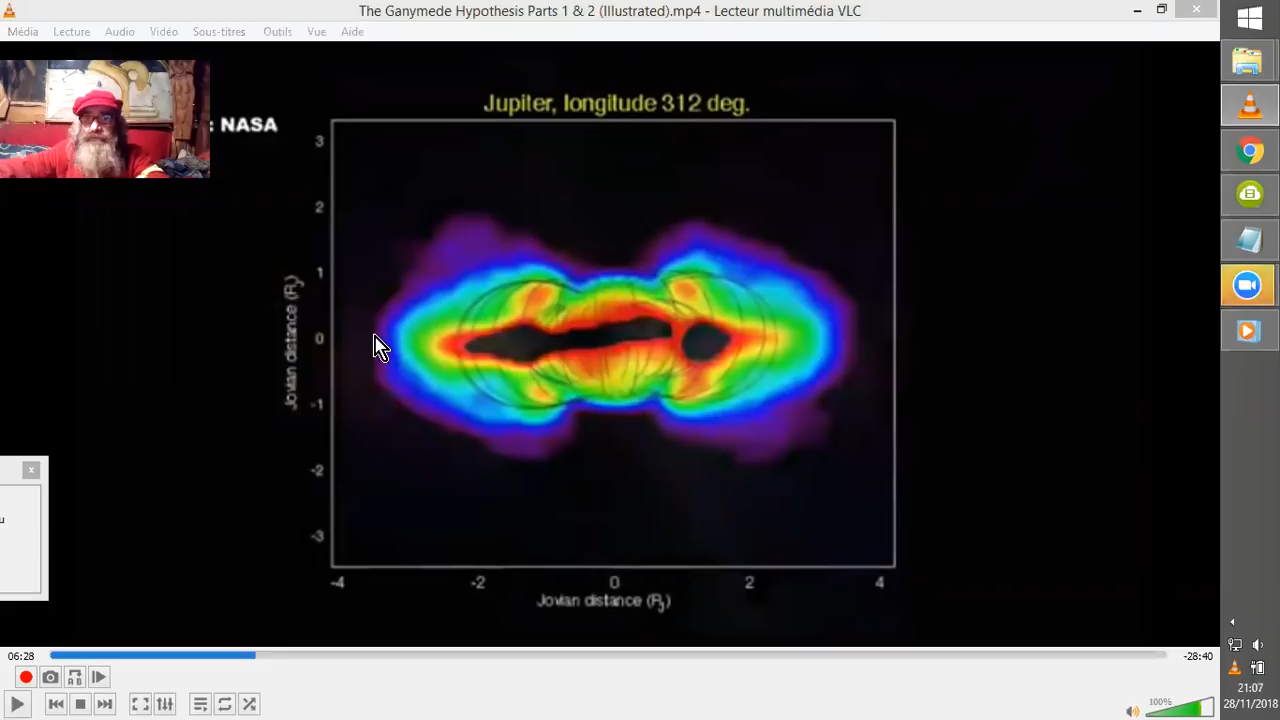 The Ganymede Hypothesis Parts 1 & 2 (Illustrated).mp4 - Lecteur multimédia VLC
Média Lecture Audio Vidéo Sous-titres Outils Vue Aide
Jupiter, longitude 312 deg.
: NASA
3
2
1
0
-1
-2
-3
Jovian distance (RJ)
-4 -2 0 2 4
Jovian distance (RJ)
x
u
06:28
-28:40
A B
100%
21:07
28/11/2018